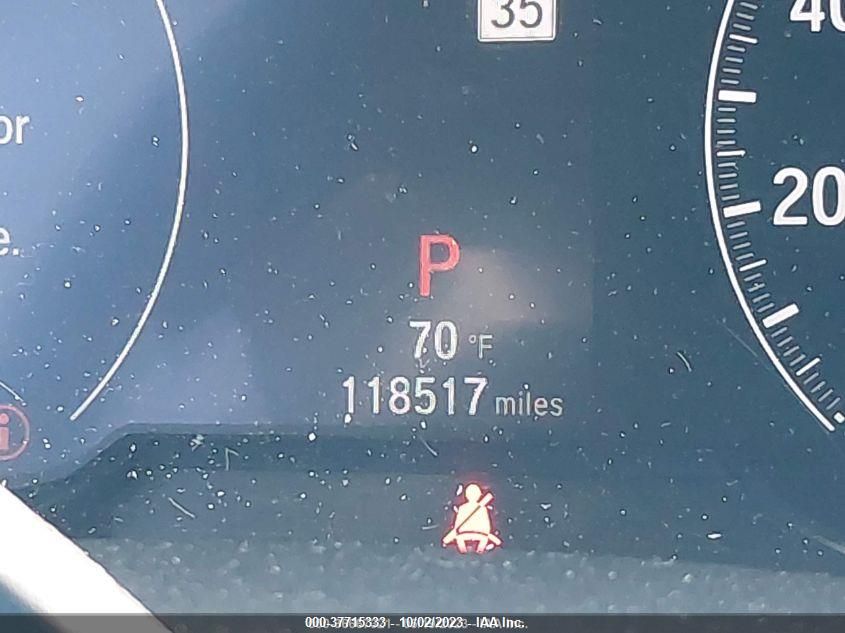 35
40
or
20
e.
P
70 °F
118517 miles
i
000-37715333 - 10/02/2023 - IAA Inc.